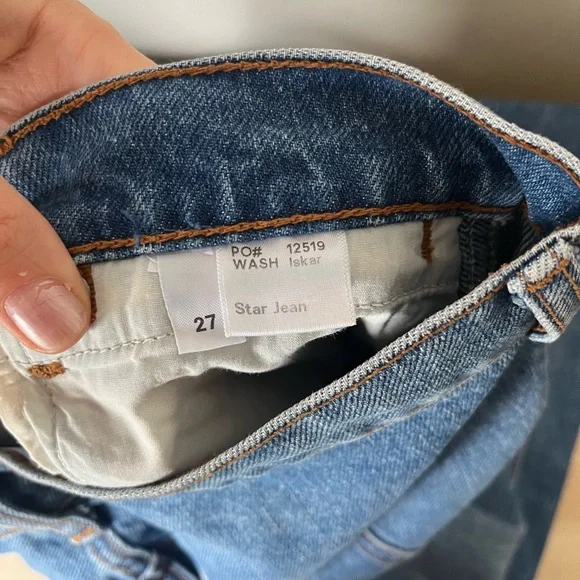 PO# 12519
WASH Iskar
Star Jean
27